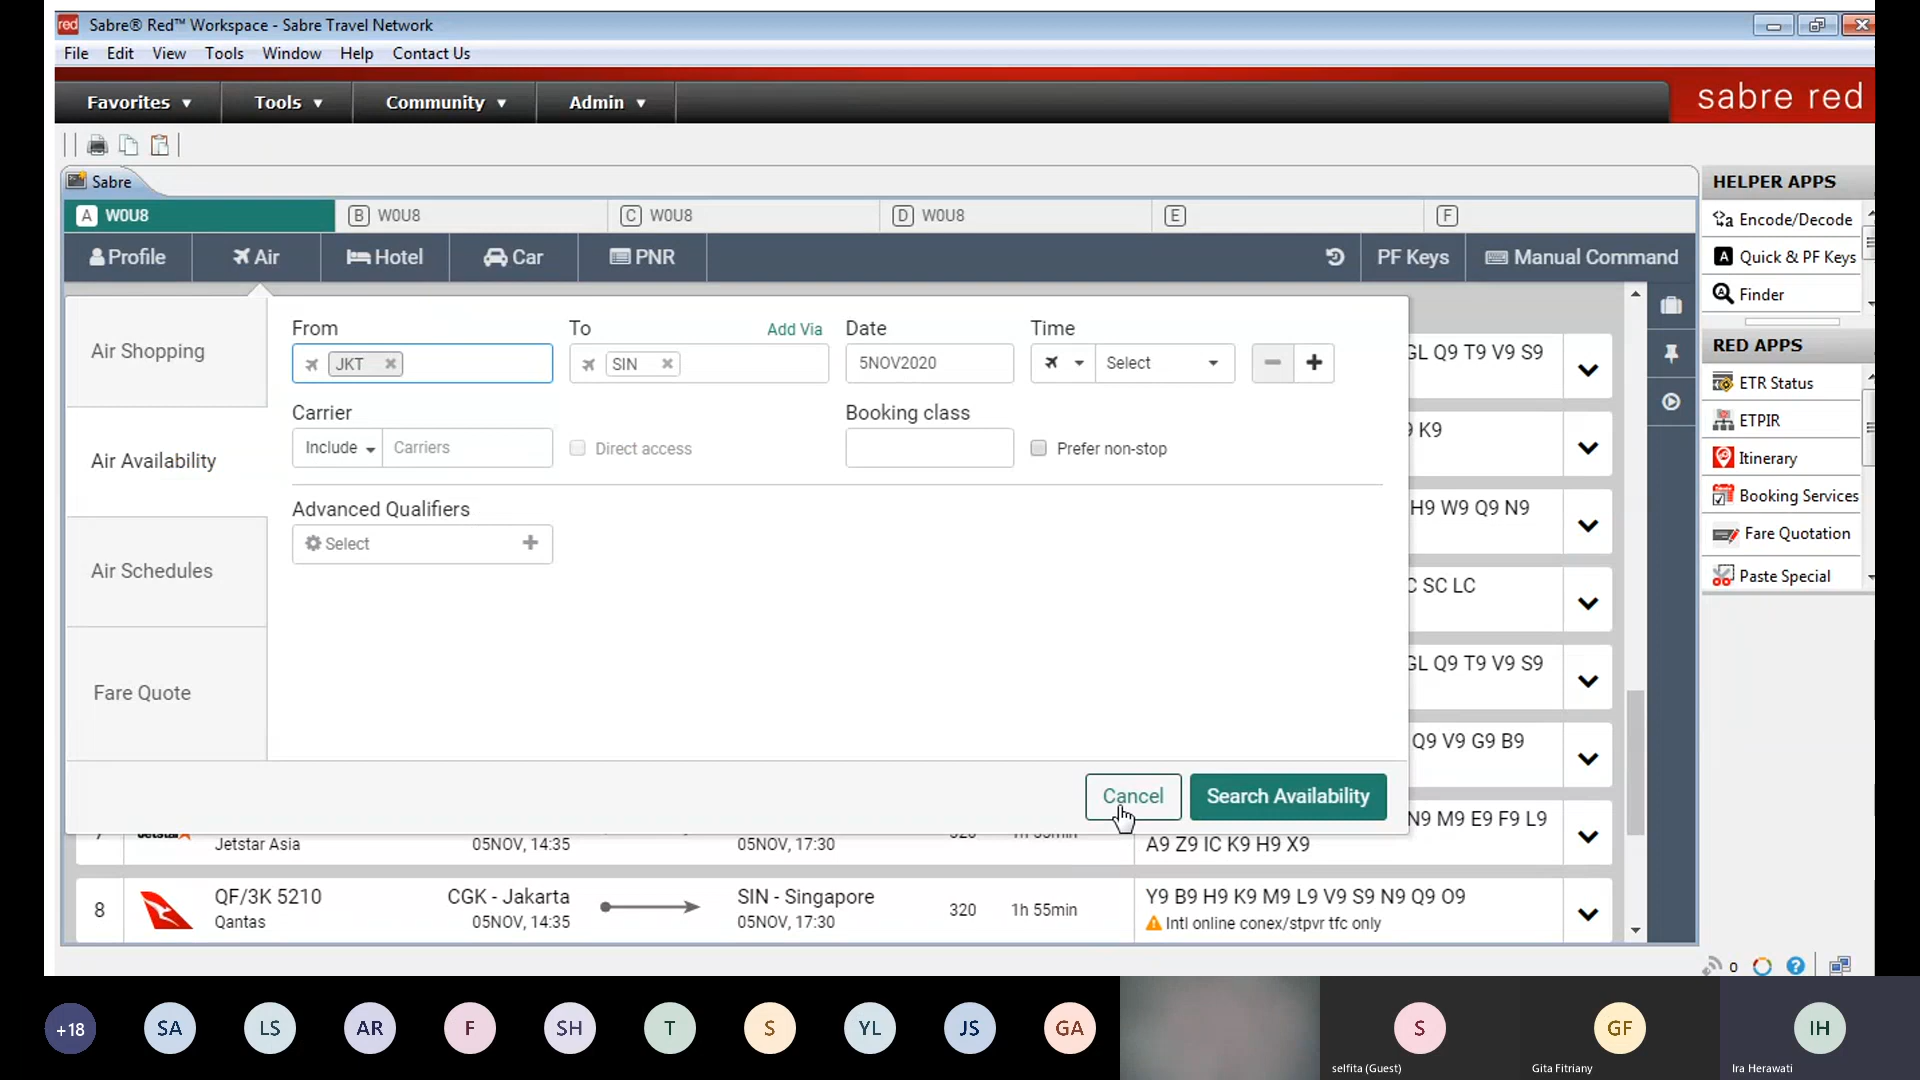 red Sabre® Red™ Workspace - Sabre Travel Network
File Edit View Tools Window Help Contact Us
Favorites Tools Community Admin sabre red
Sabre
A W0U8 B W0U8 C W0U8 D W0U8 E F
Profile Air Hotel Car PNR PF Keys Manual Command
HELPER APPS
Encode/Decode
A Quick & PF Keys
Finder
RED APPS
ETR Status
ETPIR
Itinerary
Booking Services
Fare Quotation
Paste Special
Air Shopping
Air Availability
Air Schedules
Fare Quote
From To Add Via Date Time
JKT SIN 5NOV2020 Select
Carrier Booking class
Include Carriers Direct access Prefer non-stop
Advanced Qualifiers
Select
Cancel Search Availability
GL Q9 T9 V9 S9
K9
H9 W9 Q9 N9
SC LC
GL Q9 T9 V9 S9
Q9 V9 G9 B9
N9 M9 E9 F9 L9
Jetstar Asia 05NOV, 14:35 05NOV, 17:30 A9 Z9 IC K9 H9 X9
8 QF/3K 5210 CGK - Jakarta SIN - Singapore 320 1h 55min Y9 B9 H9 K9 M9 L9 V9 S9 N9 Q9 O9
Qantas 05NOV, 14:35 05NOV, 17:30 Intl online conex/stpvr tfc only
0
+18 SA LS AR F SH T S YL JS GA S GF IH
selfita (Guest) Gita Fitriany Ira Herawati